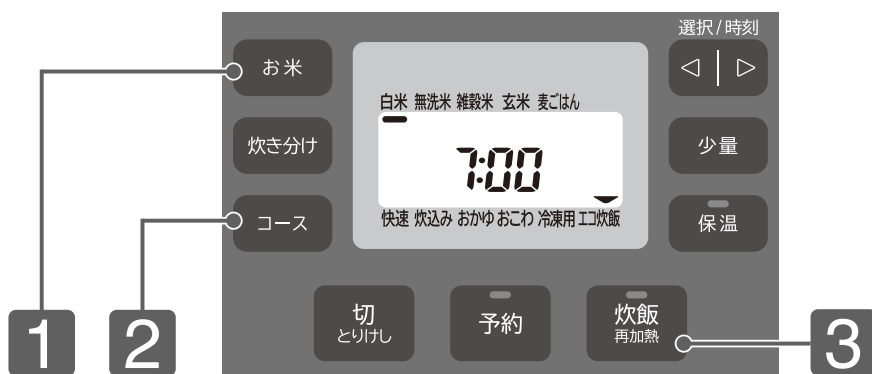 選択/時刻
お米
白米 無洗米 雑穀米 玄米 麦ごはん
炊き分け
7:00
少量
コース
快速 炊込み おかゆ おこわ 冷凍用 エコ炊飯
保温
切
とりけし
予約
炊飯
再加熱
1
2
3